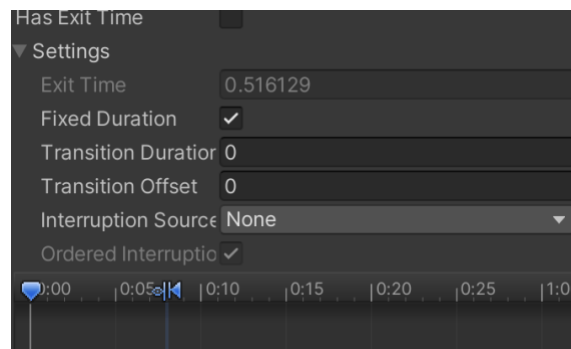 Has Exit Time
Settings
Exit Time 0.516129
Fixed Duration
Transition Duration 0
Transition Offset 0
Interruption Source None
Ordered Interruptio
0:00 0:05 0:10 0:15 0:20 0:25 1:0